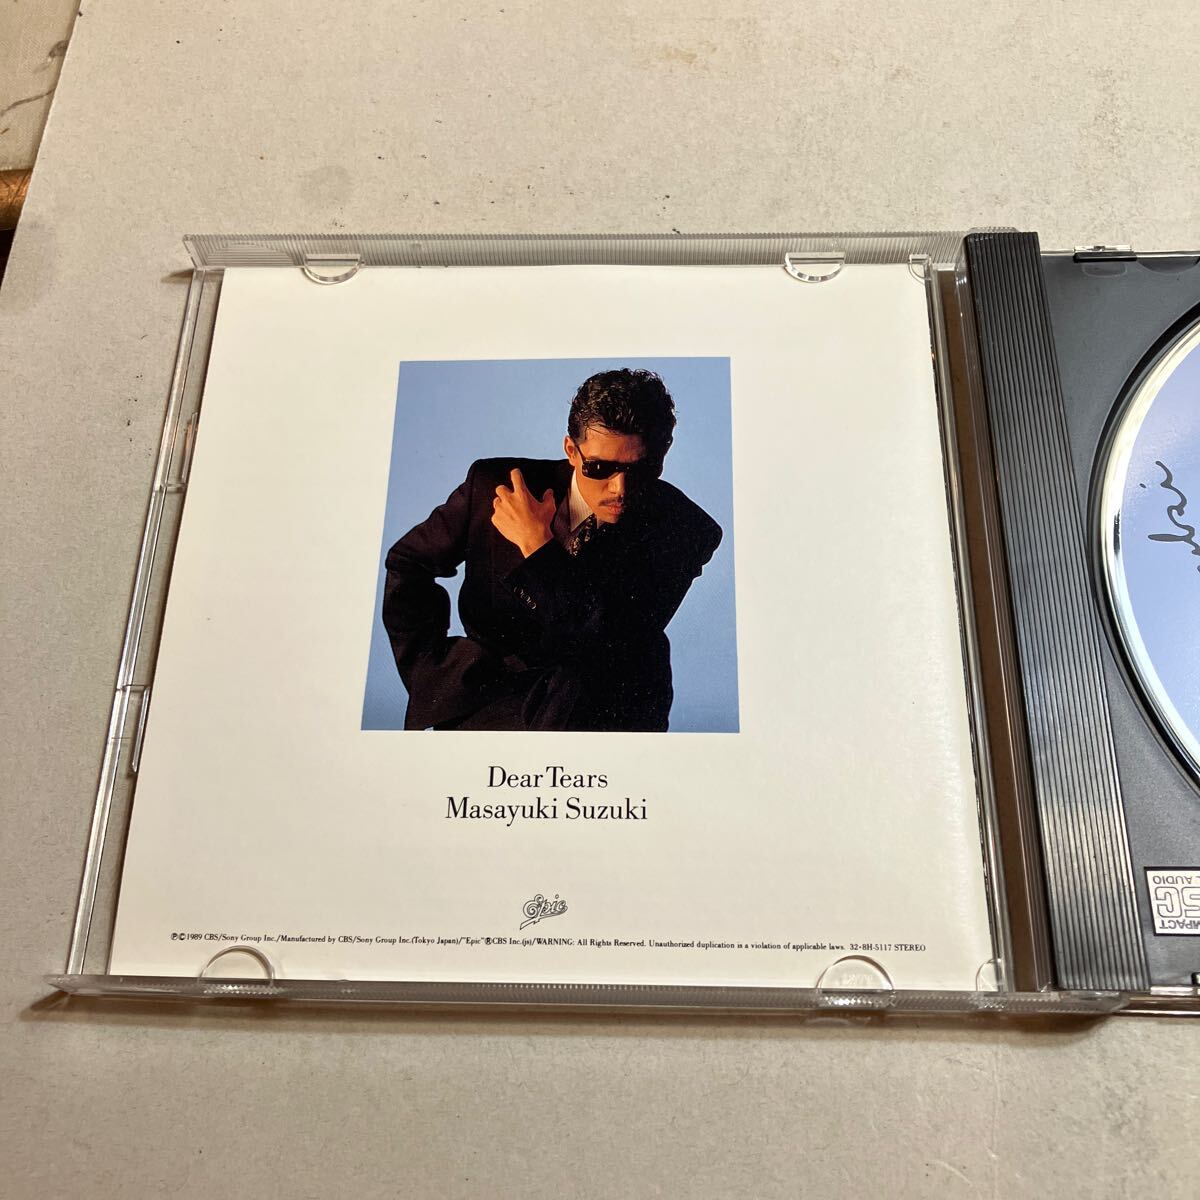 Dear Tears
Masayuki Suzuki
Epic
℗©1989 CBS/Sony Group Inc./Manufactured by CBS/Sony Group Inc.(Tokyo Japan)/"Epic"®CBS Inc.(js)/WARNING: All Rights Reserved. Unauthorized duplication is a violation of applicable laws. 32·8H-5117 STEREO